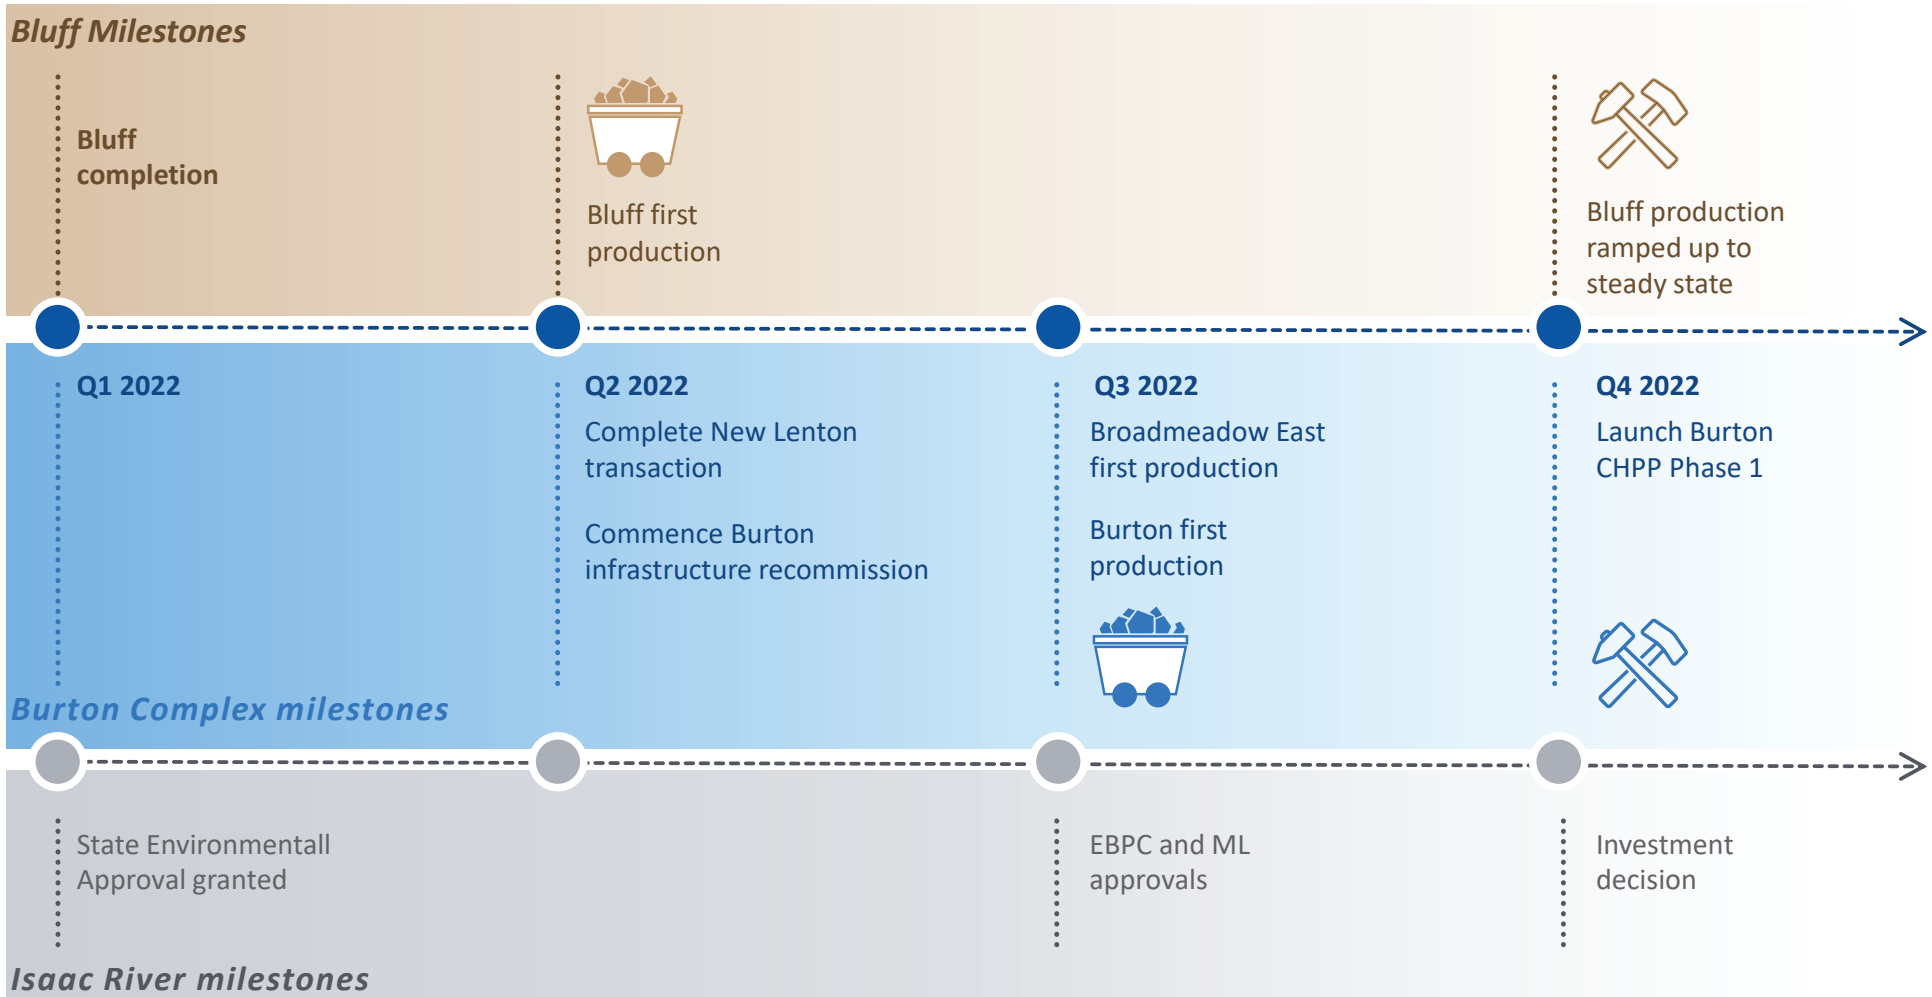 Bluff Milestones
Bluff
completion
Bluff first
production
Bluff production
ramped up to
steady state
Q1 2022
Q2 2022
Complete New Lenton
transaction
Commence Burton
infrastructure recommission
Q3 2022
Broadmeadow East
first production
Burton first
production
Q4 2022
Launch Burton
CHPP Phase 1
Burton Complex milestones
State Environmentall
Approval granted
EBPC and ML
approvals
Investment
decision
Isaac River milestones